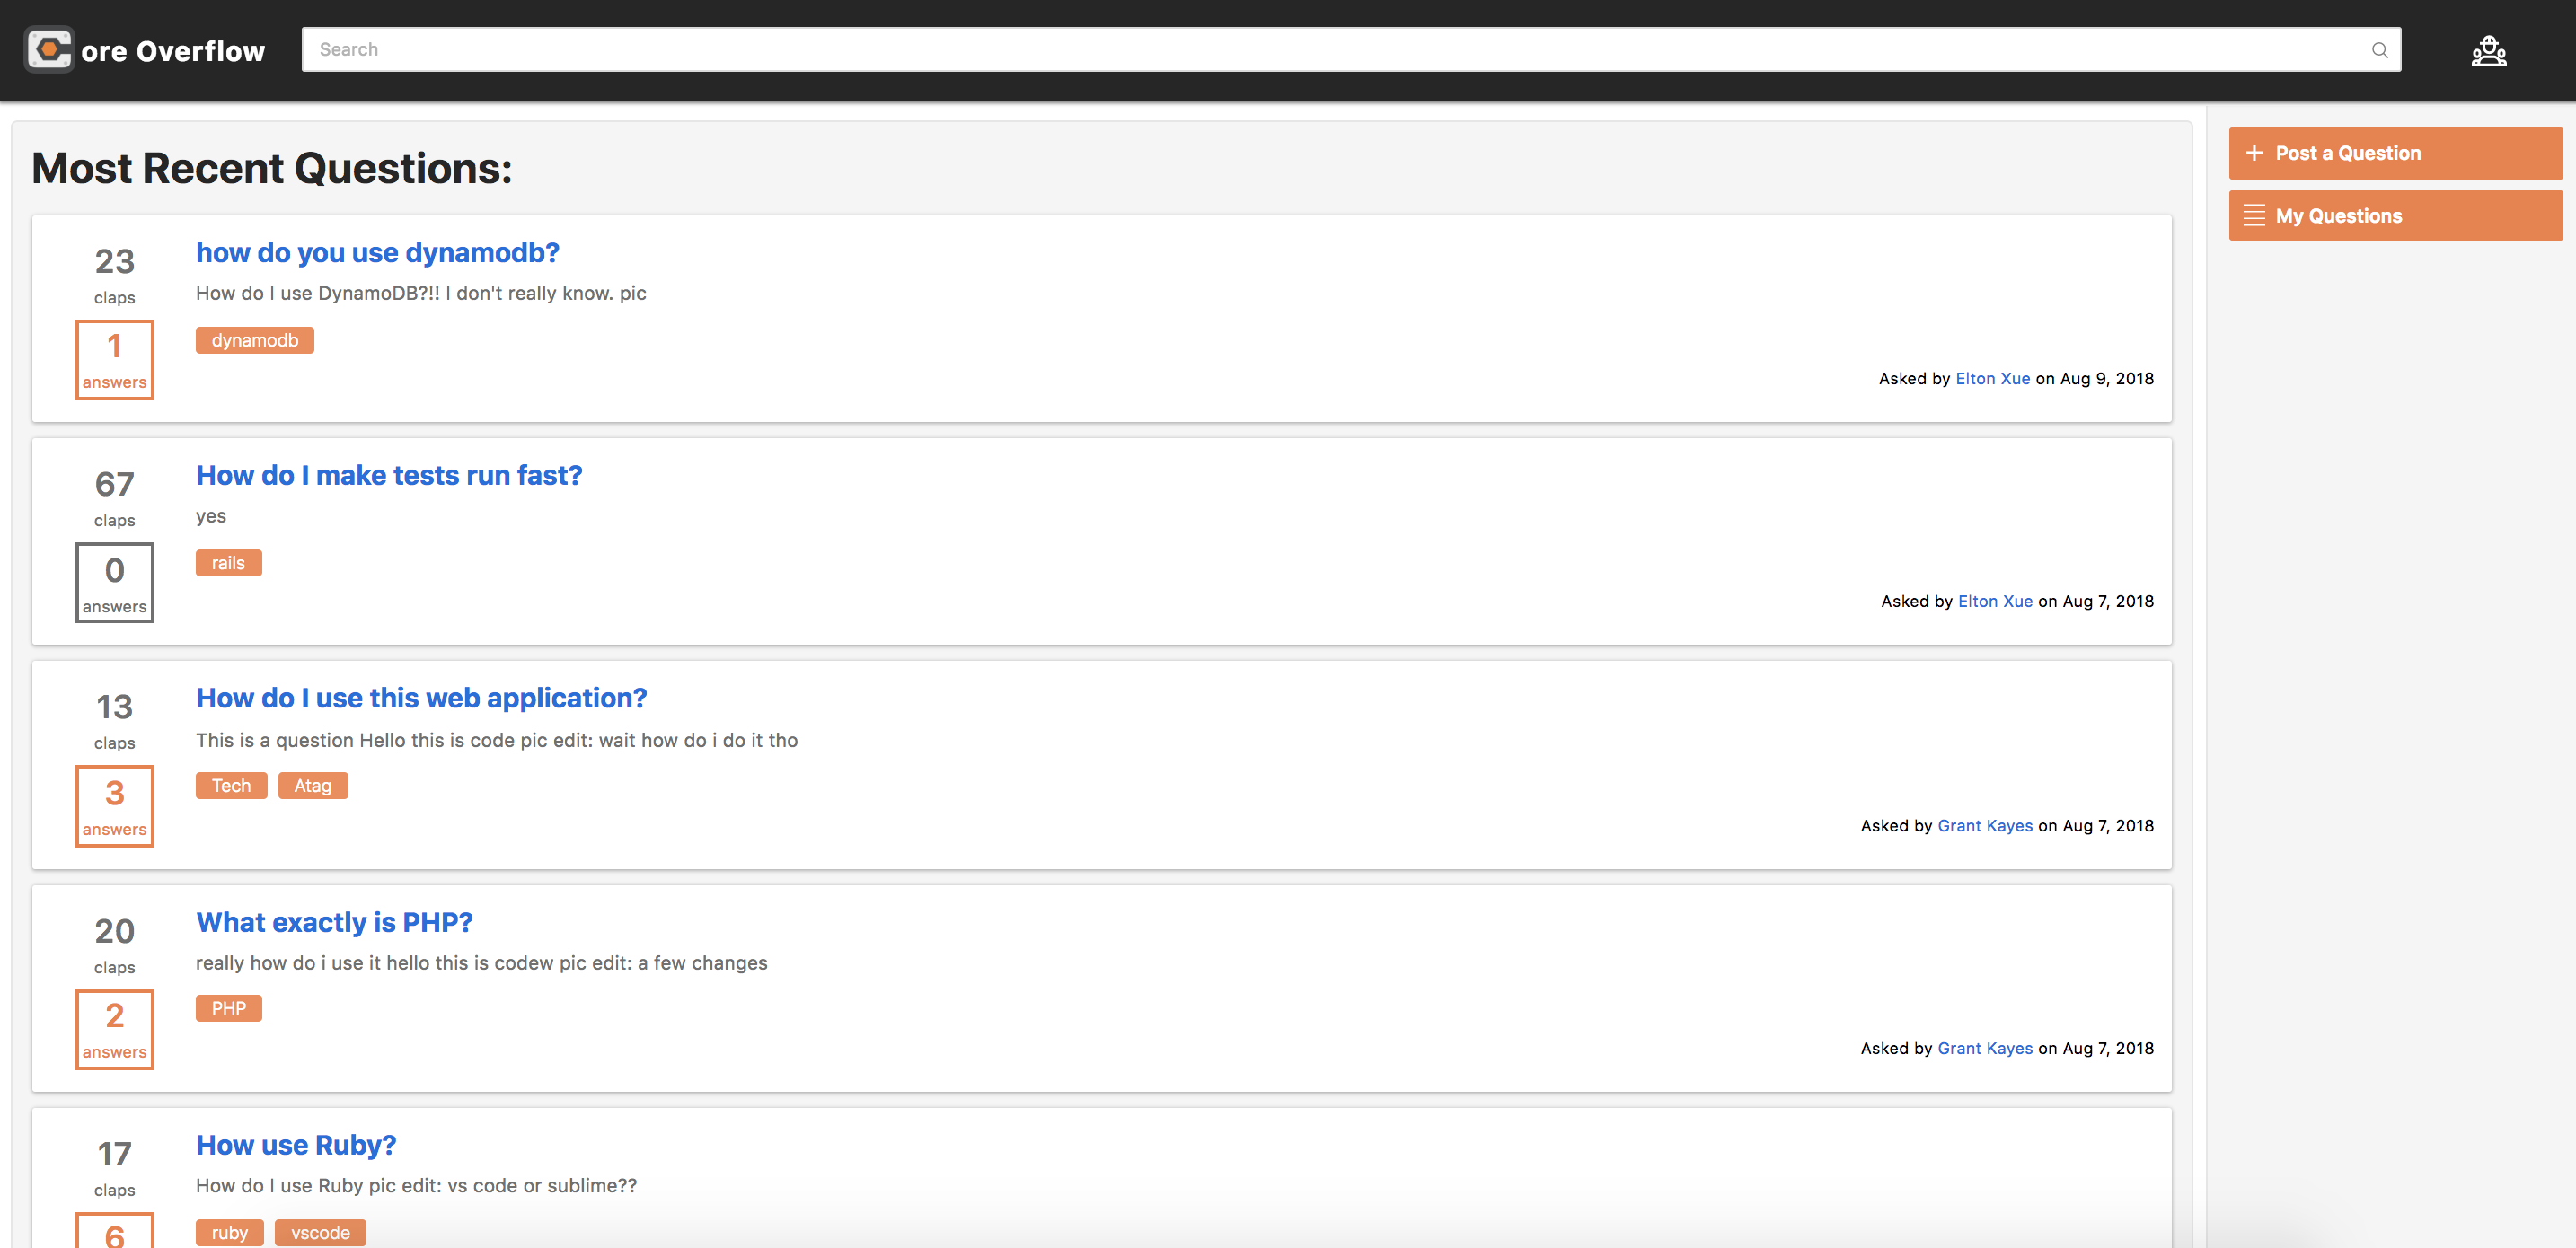 ore Overflow
Search
Post a Question
My Questions
Most Recent Questions:
23
claps
1
answers
how do you use dynamodb?
How do I use DynamoDB?!! I don't really know. pic
dynamodb
Asked by Elton Xue on Aug 9, 2018
67
claps
0
answers
How do I make tests run fast?
yes
rails
Asked by Elton Xue on Aug 7, 2018
13
claps
3
answers
How do I use this web application?
This is a question Hello this is code pic edit: wait how do i do it tho
Tech Atag
Asked by Grant Kayes on Aug 7, 2018
20
claps
2
answers
What exactly is PHP?
really how do i use it hello this is codew pic edit: a few changes
PHP
Asked by Grant Kayes on Aug 7, 2018
17
claps
6
How use Ruby?
How do I use Ruby pic edit: vs code or sublime??
ruby vscode